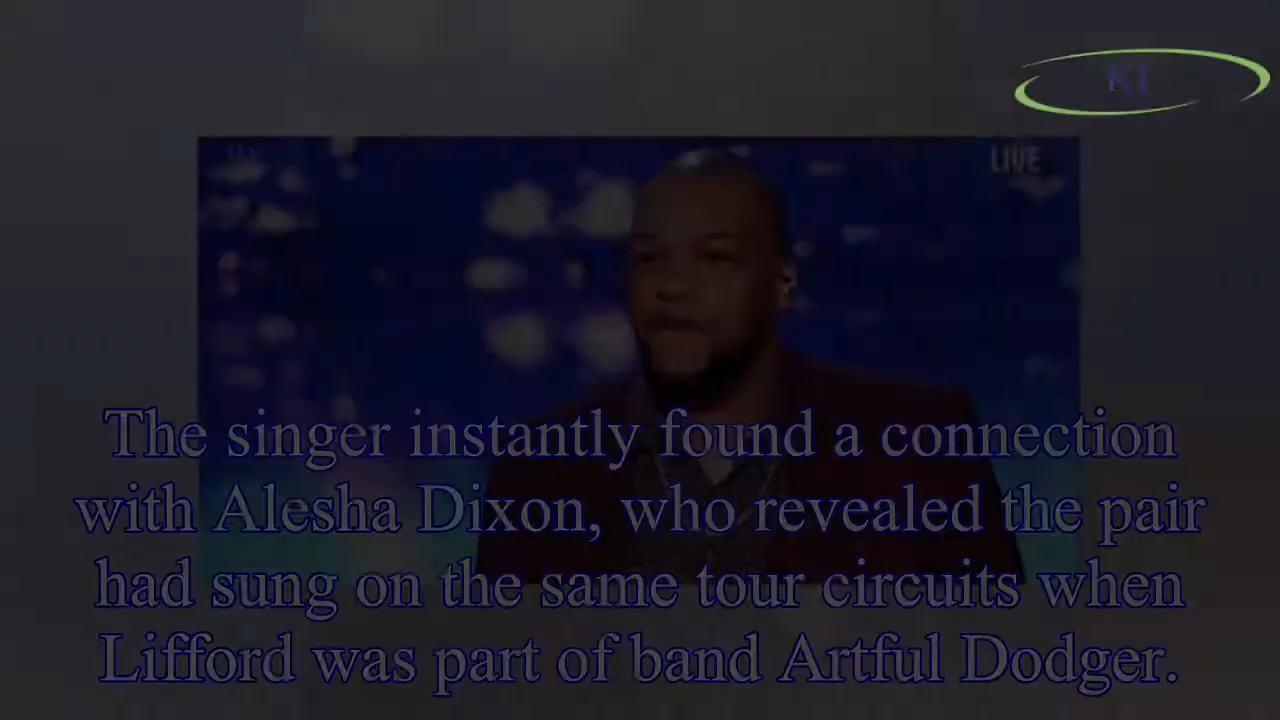 KJ
LIVE
The singer instantly found a connection
with Alesha Dixon, who revealed the pair
had sung on the same tour circuits when
Lifford was part of band Artful Dodger.